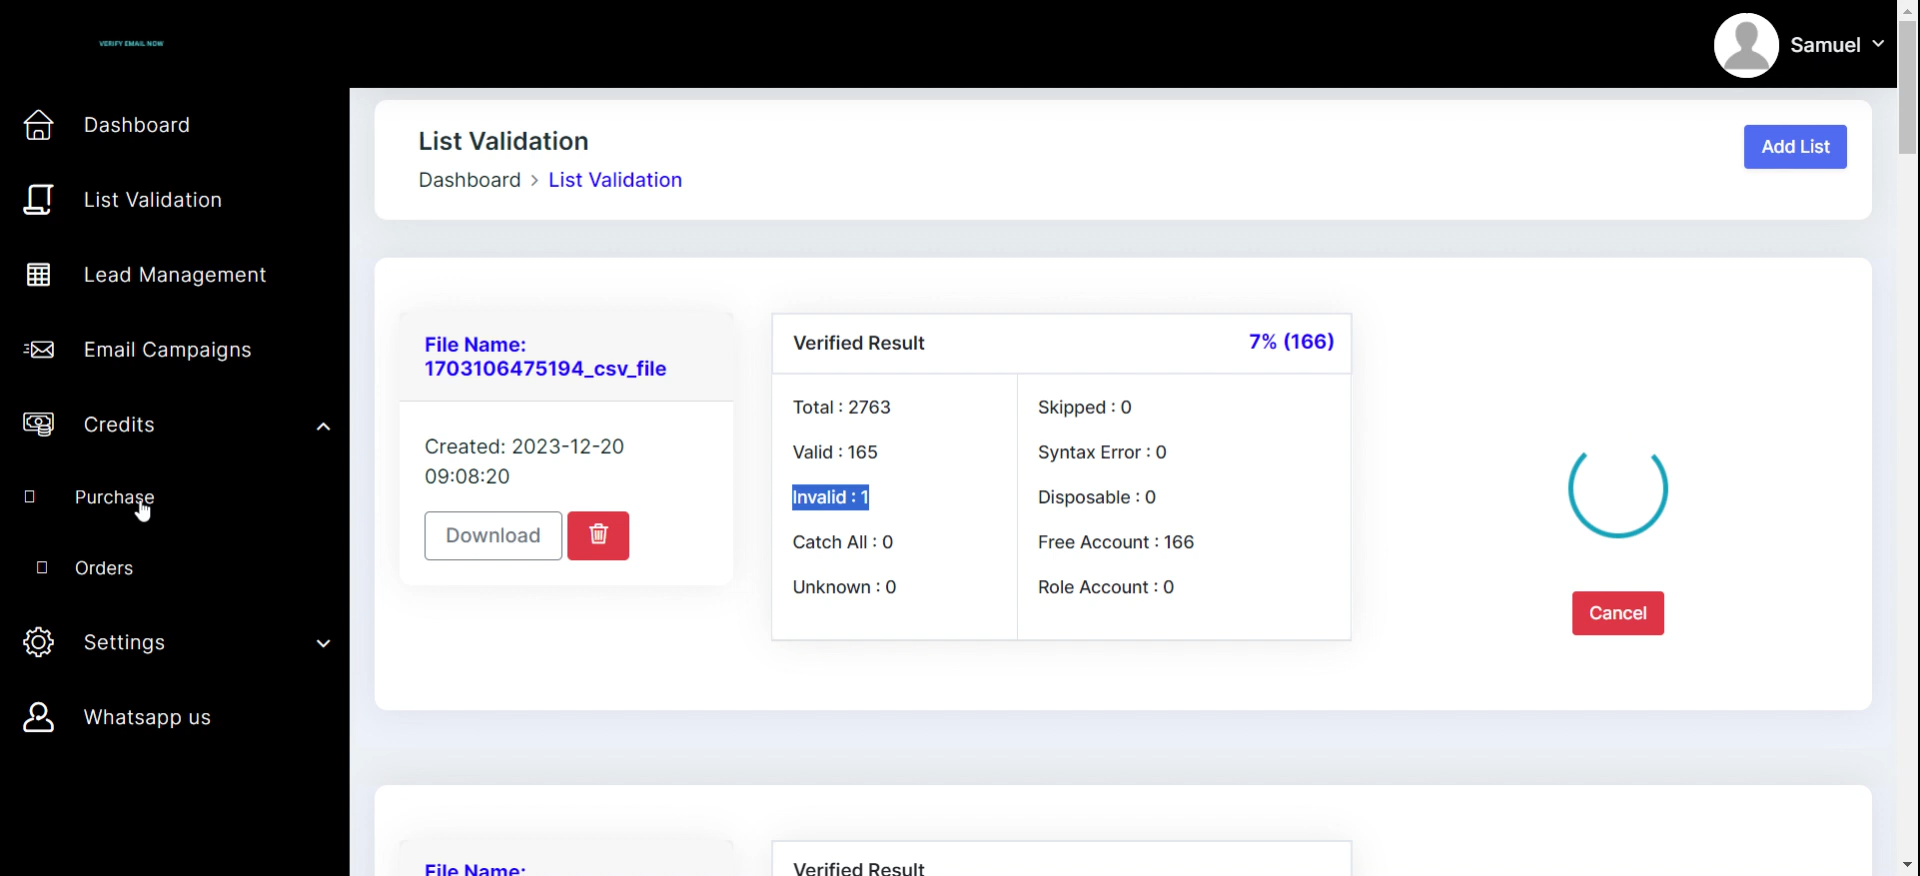 VERIFY EMAIL NOW
Samuel
Dashboard
List Validation
Lead Management
Email Campaigns
Credits
Purchase
Orders
Settings
Whatsapp us
List Validation
Dashboard > List Validation
Add List
File Name:
1703106475194_csv_file
Created: 2023-12-20
09:08:20
Download
Verified Result
7% (166)
Total : 2763
Valid : 165
Invalid : 1
Catch All : 0
Unknown : 0
Skipped : 0
Syntax Error : 0
Disposable : 0
Free Account : 166
Role Account : 0
Cancel
File Name:
Verified Result